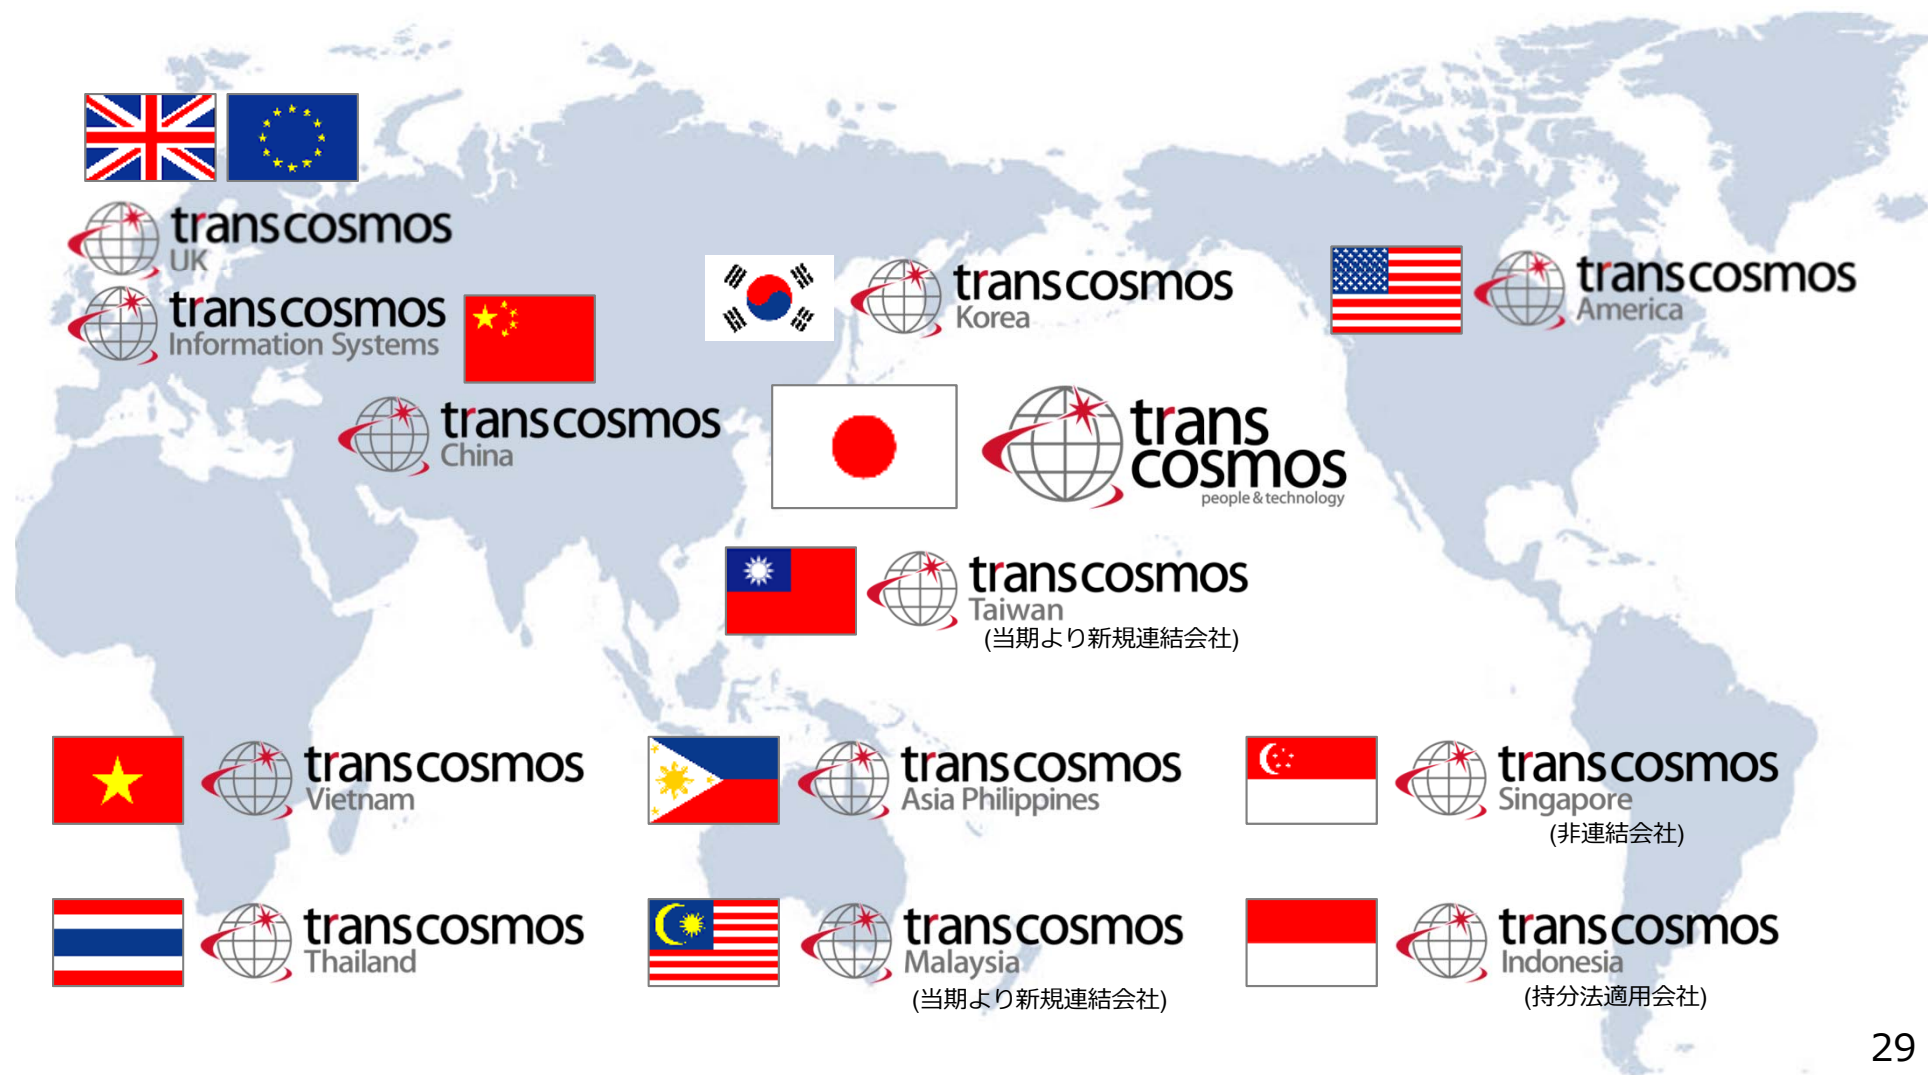 transcosmos
UK
transcosmos
Information Systems
transcosmos
China
transcosmos
Korea
transcosmos
America
trans
cosmos
people & technology
transcosmos
Taiwan
(当期より新規連結会社)
transcosmos
Vietnam
transcosmos
Asia Philippines
transcosmos
Singapore
(非連結会社)
transcosmos
Thailand
transcosmos
Malaysia
(当期より新規連結会社)
transcosmos
Indonesia
(持分法適用会社)
29